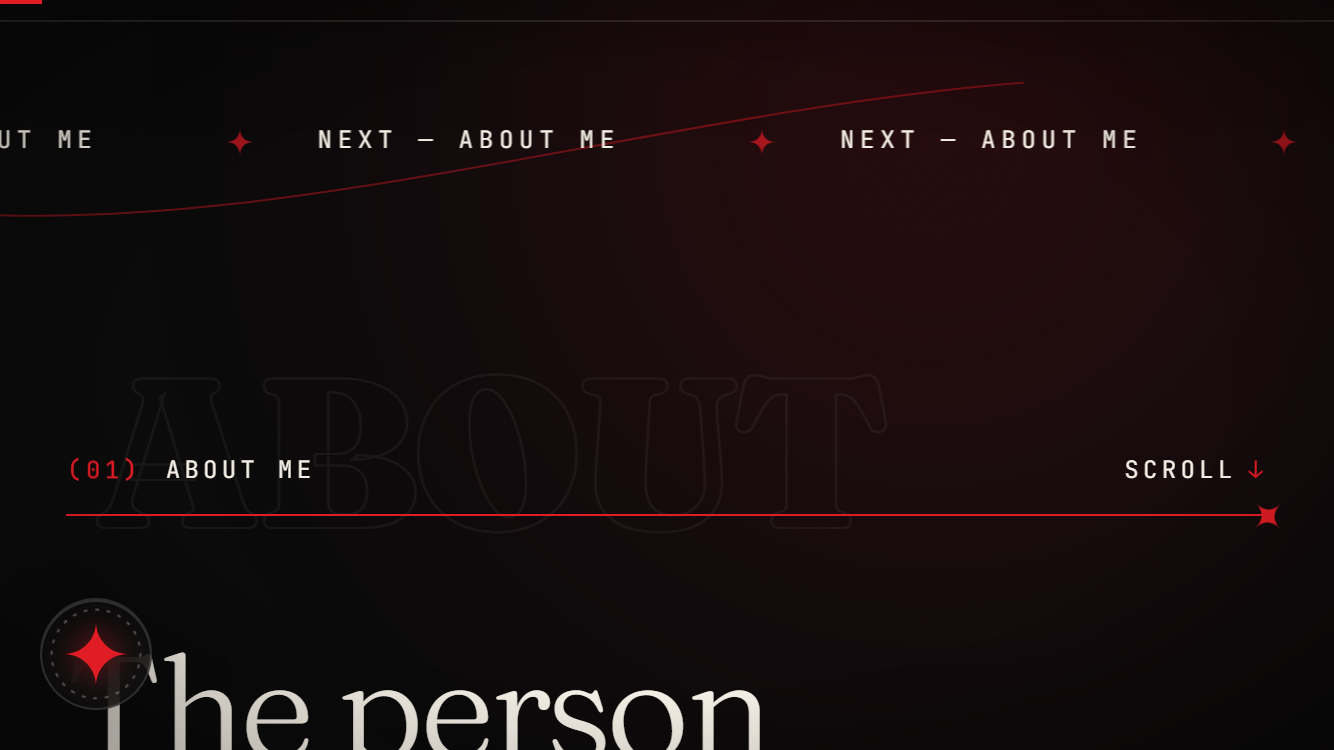 UT ME ✦ NEXT — ABOUT ME ✦ NEXT — ABOUT ME ✦
ABOUT
(01) ABOUT ME SCROLL ↓
The person